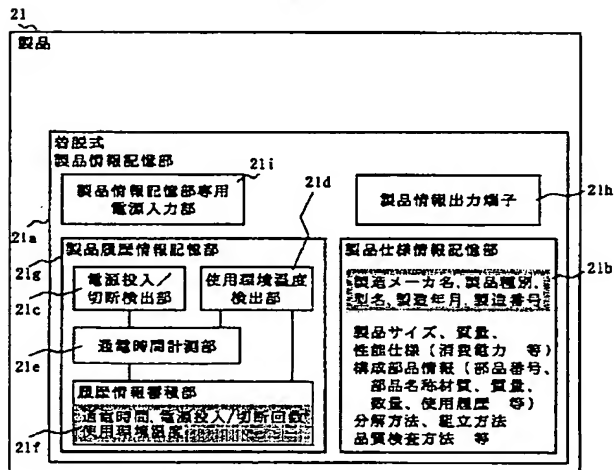 21
製品
着脱式
製品情報記憶部
21i
製品情報記憶部専用
電源入力部
21d
製品情報出力端子
21h
21a
製品履歴情報記憶部
21g
電源投入/
切断検出部
21c
使用環境温度
検出部
通電時間計測部
21e
履歴情報蓄積部
通電時間、電源投入/切断回数
使用環境温度
21f
製品仕様情報記憶部
21b
製造メーカ名、製品種別、
型名、製造年月、製造番号
製品サイズ、質量、
性能仕様(消費電力 等)
構成部品情報(部品番号、
部品名称材質、質量、
数量、使用履歴 等)
分解方法、組立方法
品質検査方法 等